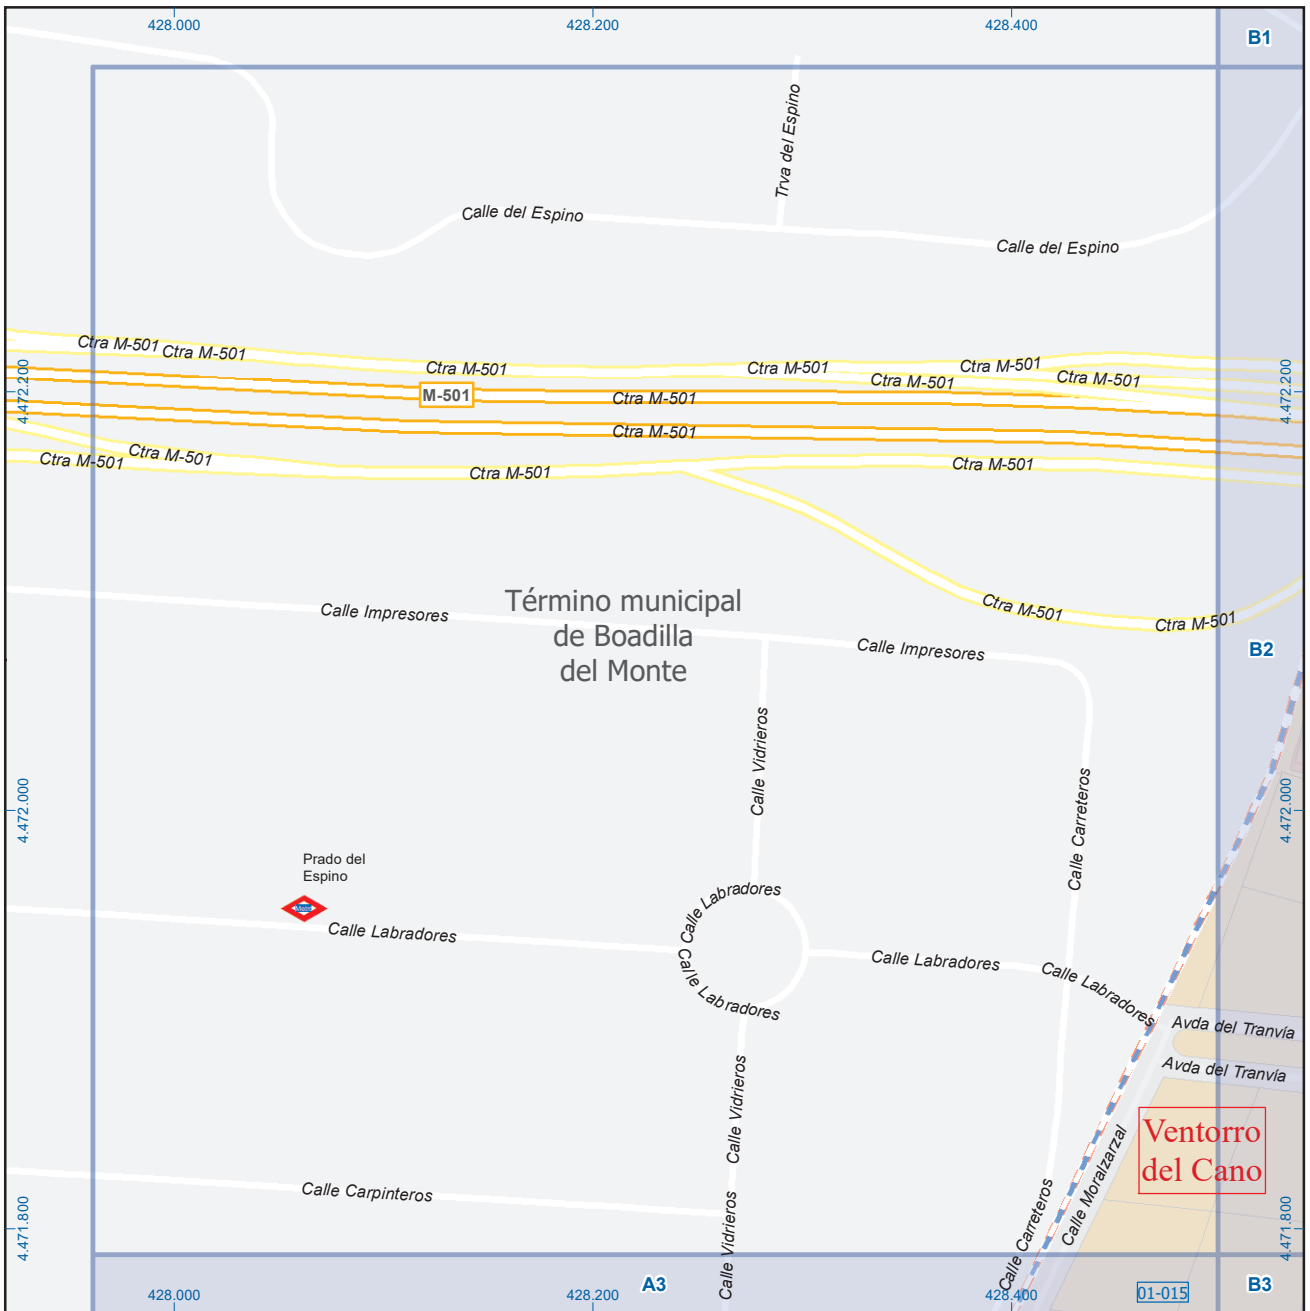 428.000
428.200
428.400
B1
Trva del Espino
Calle del Espino
Calle del Espino
Ctra M-501
Ctra M-501
Ctra M-501
Ctra M-501
Ctra M-501
Ctra M-501
Ctra M-501
4.472.200
M-501
Ctra M-501
4.472.200
Ctra M-501
Ctra M-501
Ctra M-501
Ctra M-501
Ctra M-501
Término municipal
de Boadilla
del Monte
Calle Impresores
Ctra M-501
Ctra M-501
Calle Impresores
B2
Calle Vidrieros
Calle Carreteros
4.472.000
4.472.000
Prado del
Espino
Metro
Calle Labradores
Calle Labradores
Calle Labradores
Calle Labradores
Calle Labradores
Avda del Tranvía
Avda del Tranvía
Calle Vidrieros
Ventorro
del Cano
Calle Moralzarzal
Calle Carpinteros
Calle Vidrieros
Calle Carreteros
4.471.800
4.471.800
428.000
428.200
A3
428.400
01-015
B3